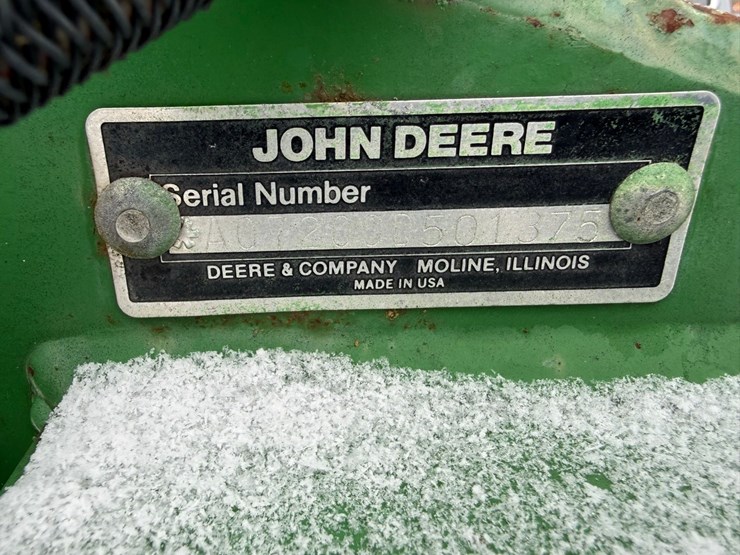 JOHN DEERE
Serial Number
DEERE & COMPANY MOLINE, ILLINOIS
MADE IN USA